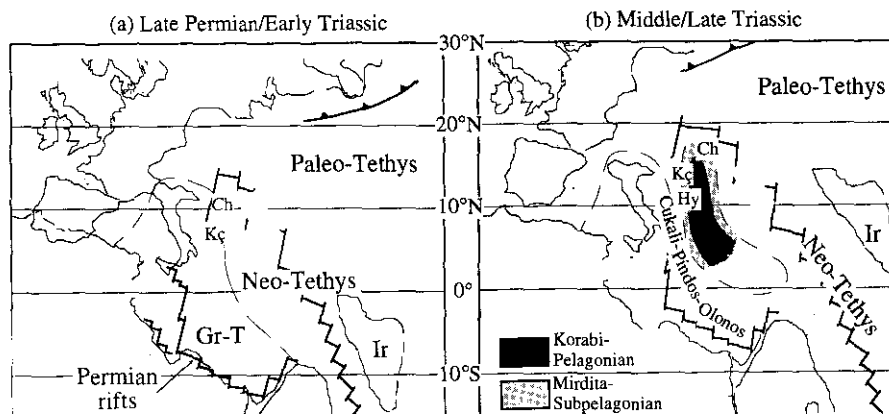 (a) Late Permian/Early Triassic
(b) Middle/Late Triassic
30°N
20°N
10°N
0°
10°S
Paleo-Tethys
Ch
Kç
Neo-Tethys
Gr-T
Ir
Permian
rifts
Paleo-Tethys
Ch
Kç
Hy
Cukali-Pindos-Olonos
Ir
Neo-Tethys
Korabi-
Pelagonian
Mirdita-
Subpelagonian